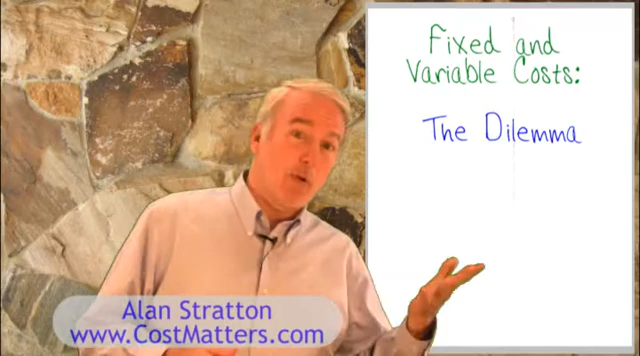 Fixed and
Variable Costs:
The Dilemma
Alan Stratton
www.CostMatters.com